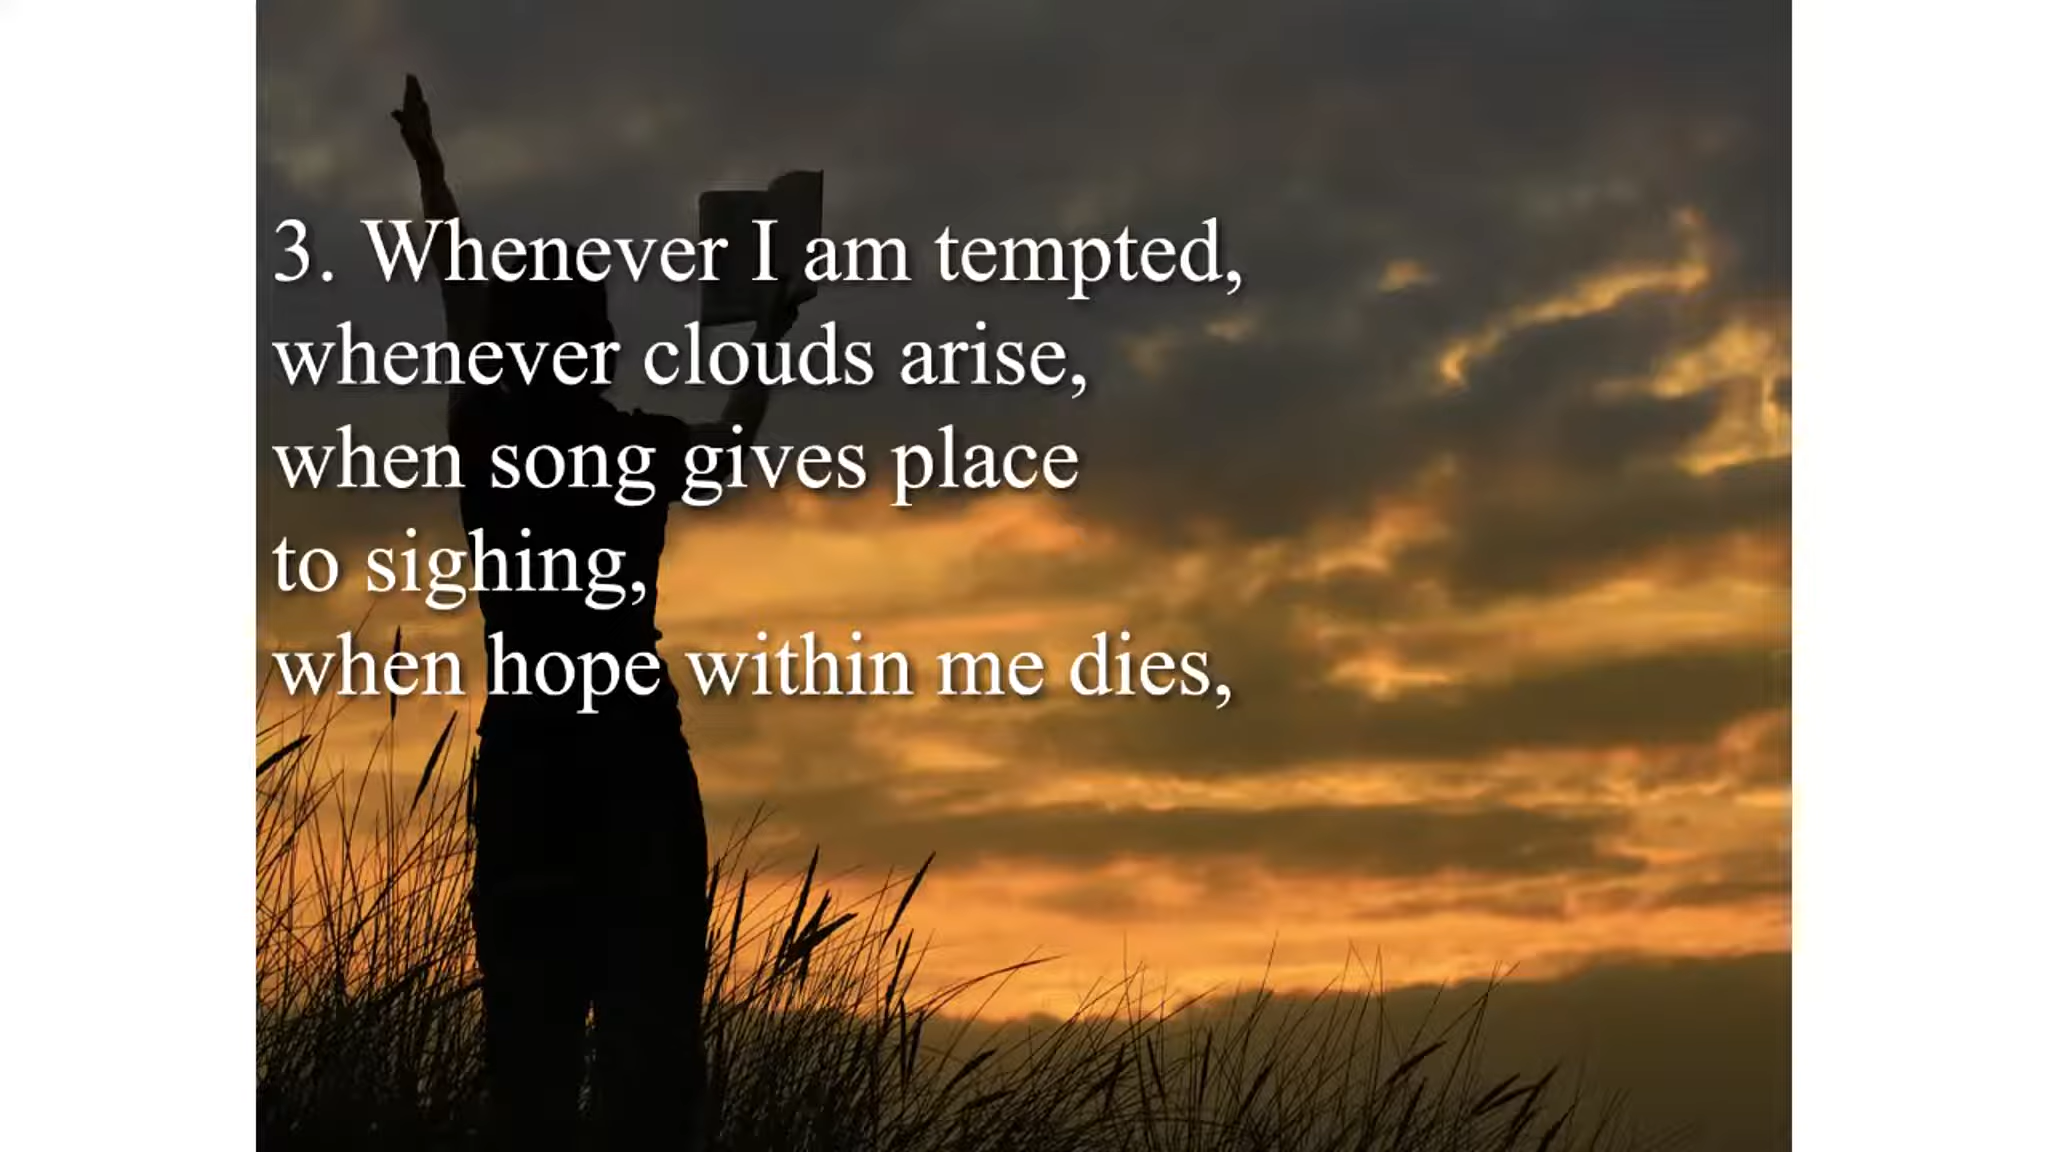 3. Whenever I am tempted,
whenever clouds arise,
when song gives place
to sighing,
when hope within me dies,